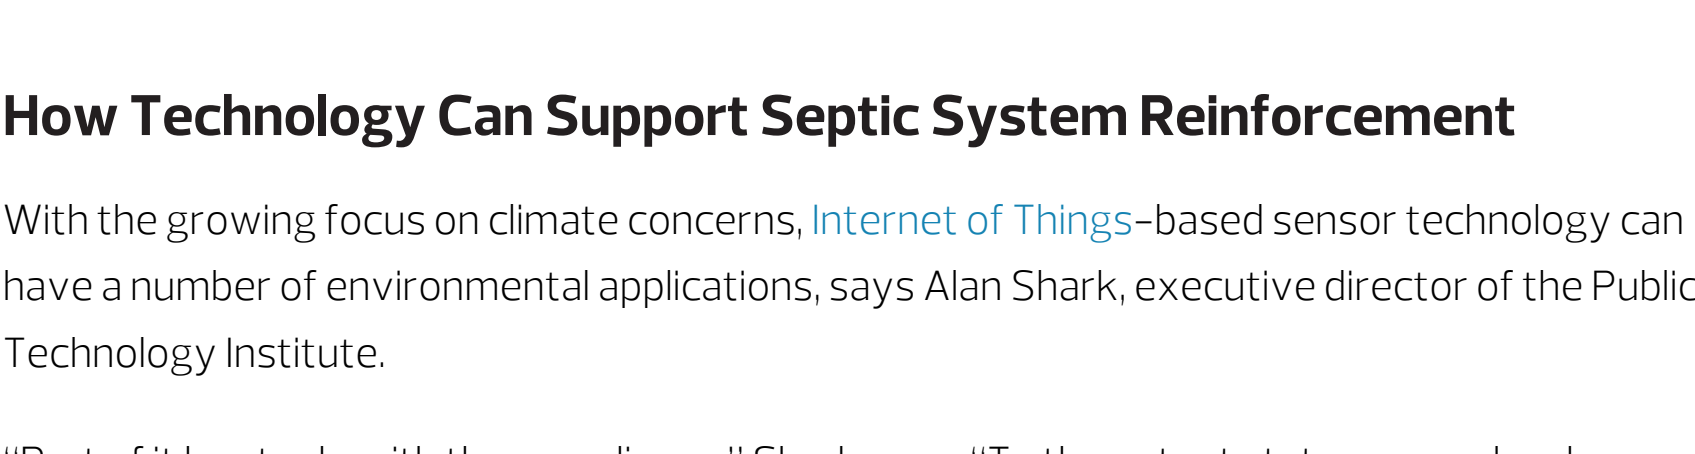 How Technology Can Support Septic System Reinforcement
With the growing focus on climate concerns, Internet of Things-based sensor technology can
have a number of environmental applications, says Alan Shark, executive director of the Public
Technology Institute.